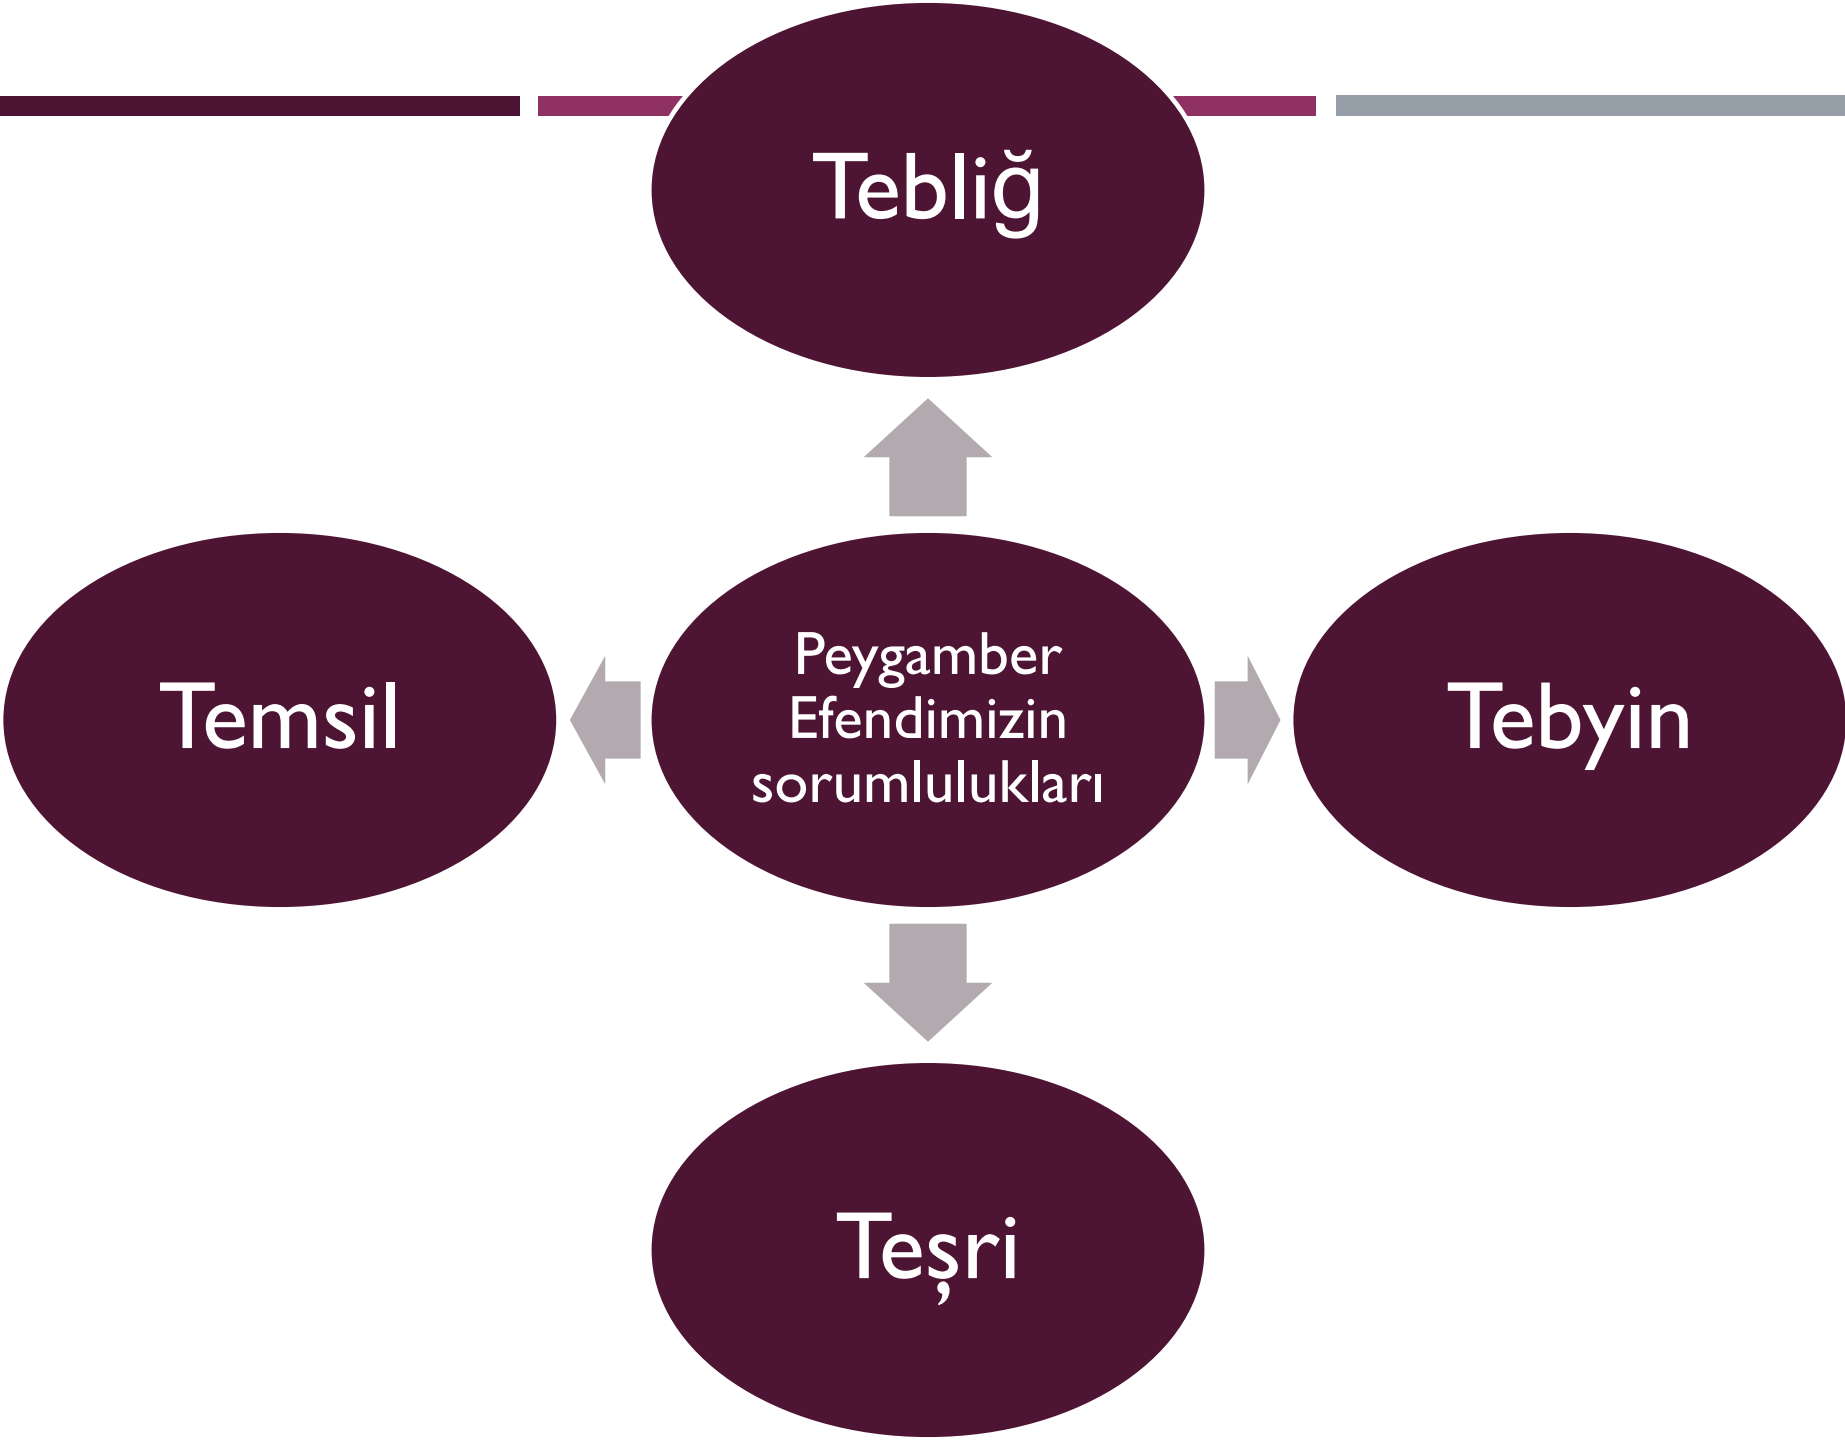 Tebliğ
Temsil
Peygamber
Efendimizin
sorumlulukları
Tebyin
Teşri